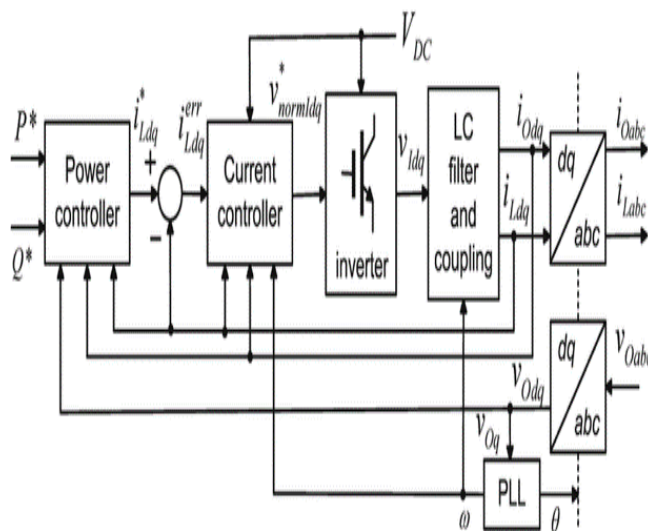 V_DC
P*
Q*
Power
controller
i*_Ldq
+
−
i^err_Ldq
Current
controller
v*_normIdq
inverter
v_Idq
LC
filter
and
coupling
i_Odq
i_Ldq
dq
abc
i_Oabc
i_Labc
dq
abc
v_Oabc
v_Odq
v_Oq
PLL
ω
θ